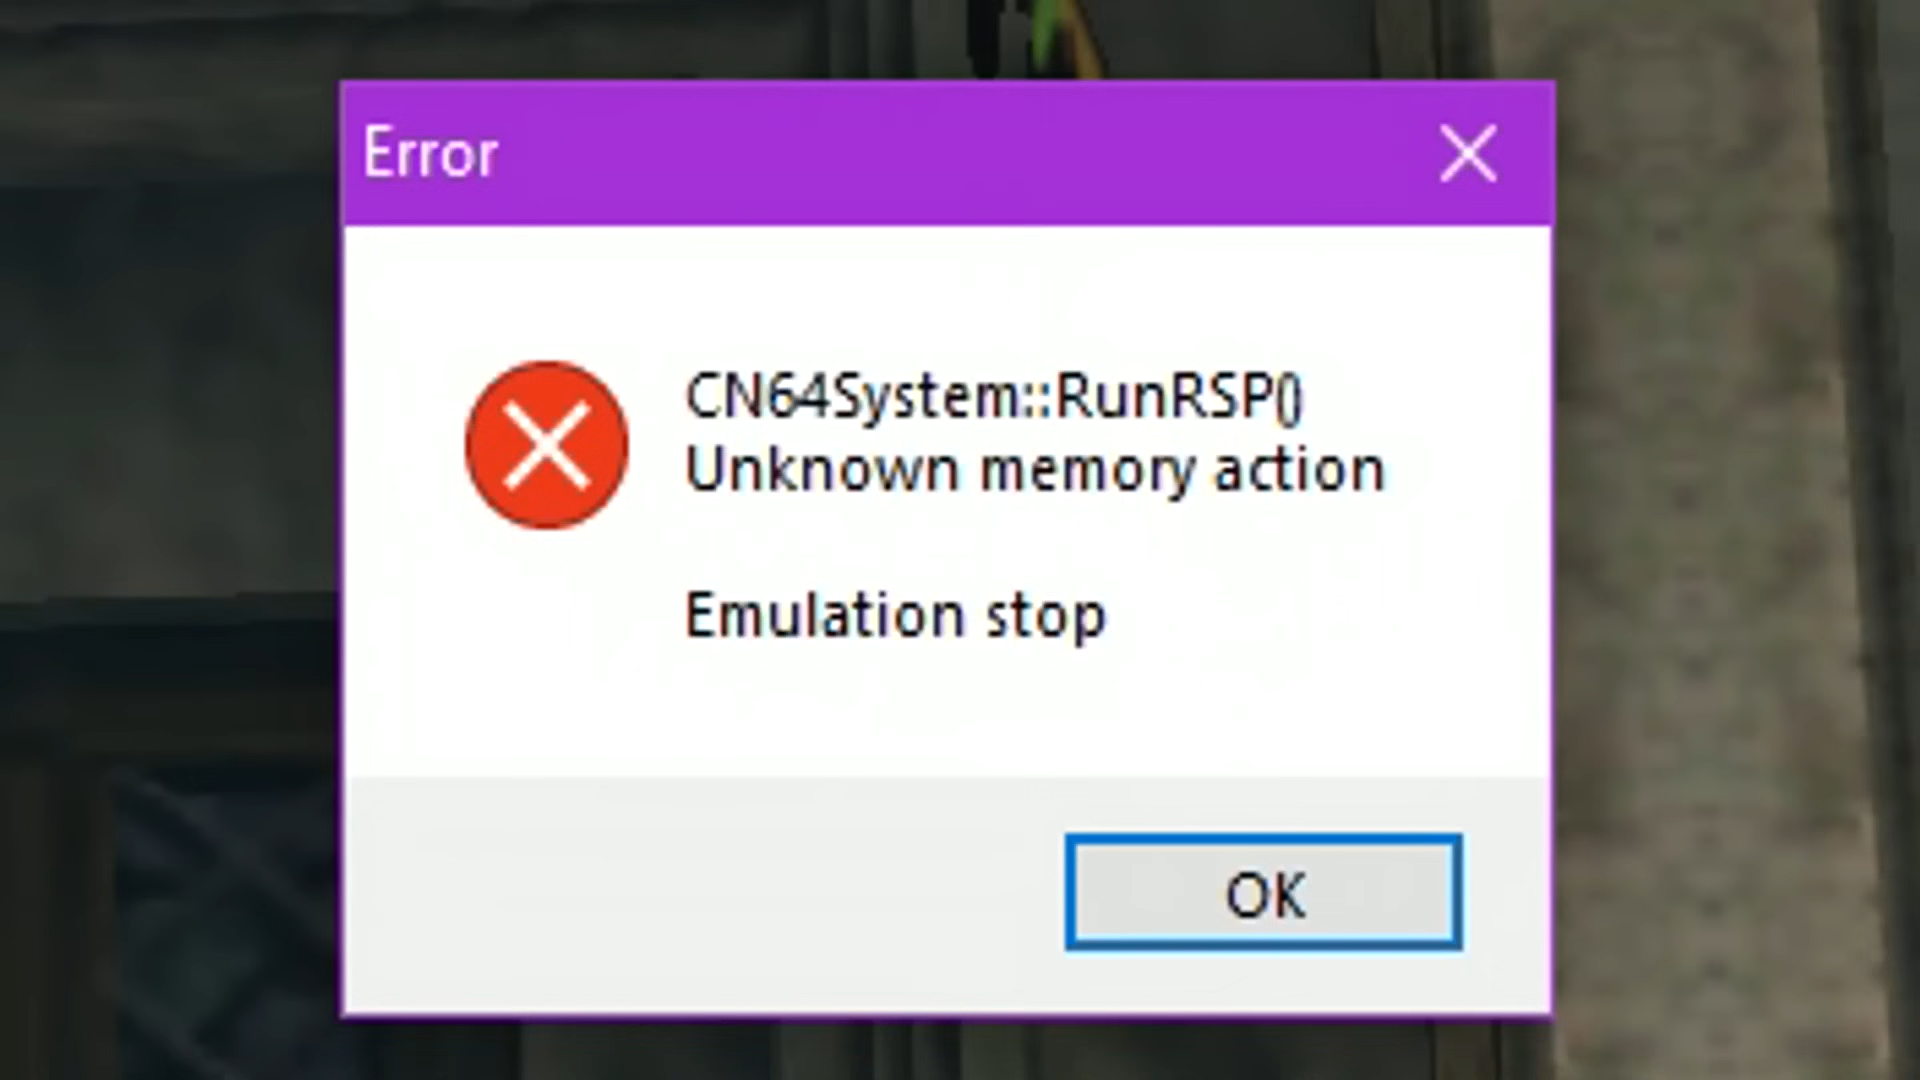 Error
CN64System::RunRSP()
Unknown memory action
Emulation stop
OK